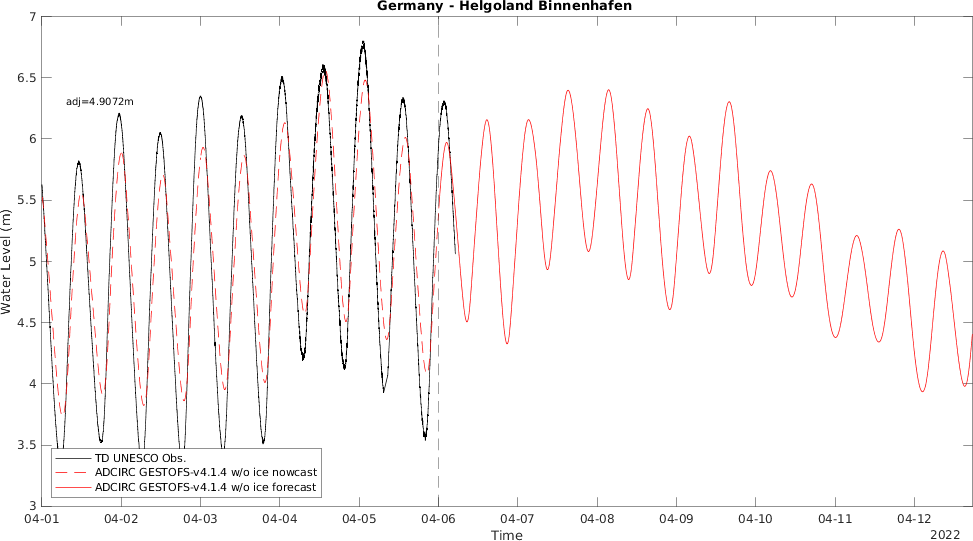 Germany - Helgoland Binnenhafen
7
6.5
6
5.5
5
4.5
4
3.5
3
Water Level (m)
adj=4.9072m
TD UNESCO Obs.
ADCIRC GESTOFS-v4.1.4 w/o ice nowcast
ADCIRC GESTOFS-v4.1.4 w/o ice forecast
04-01 04-02 04-03 04-04 04-05 04-06 04-07 04-08 04-09 04-10 04-11 04-12
Time
2022